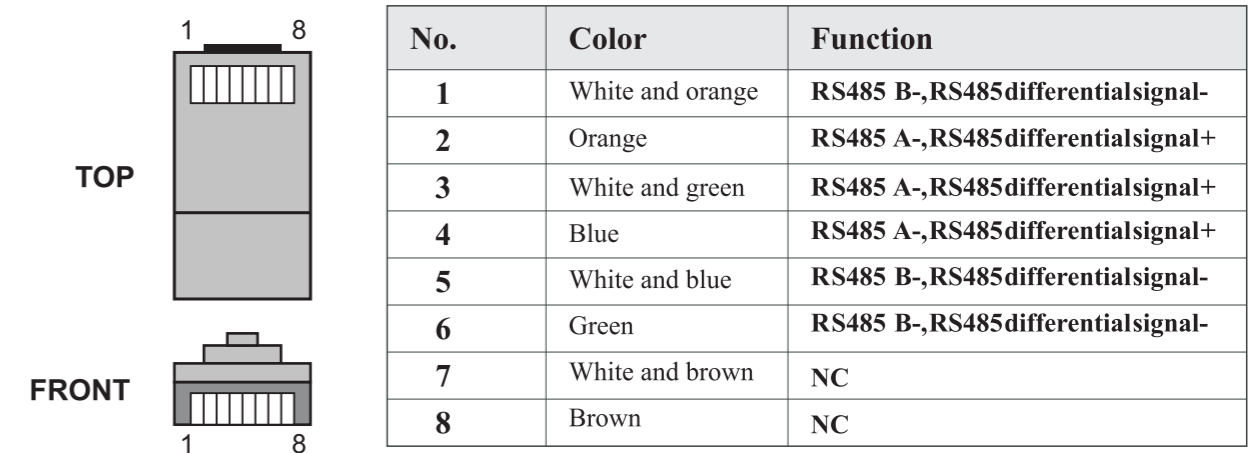 1 8
TOP
FRONT
1 8
No. Color Function
1 White and orange RS485 B-,RS485differentialsignal-
2 Orange RS485 A-,RS485differentialsignal+
3 White and green RS485 A-,RS485differentialsignal+
4 Blue RS485 A-,RS485differentialsignal+
5 White and blue RS485 B-,RS485differentialsignal-
6 Green RS485 B-,RS485differentialsignal-
7 White and brown NC
8 Brown NC